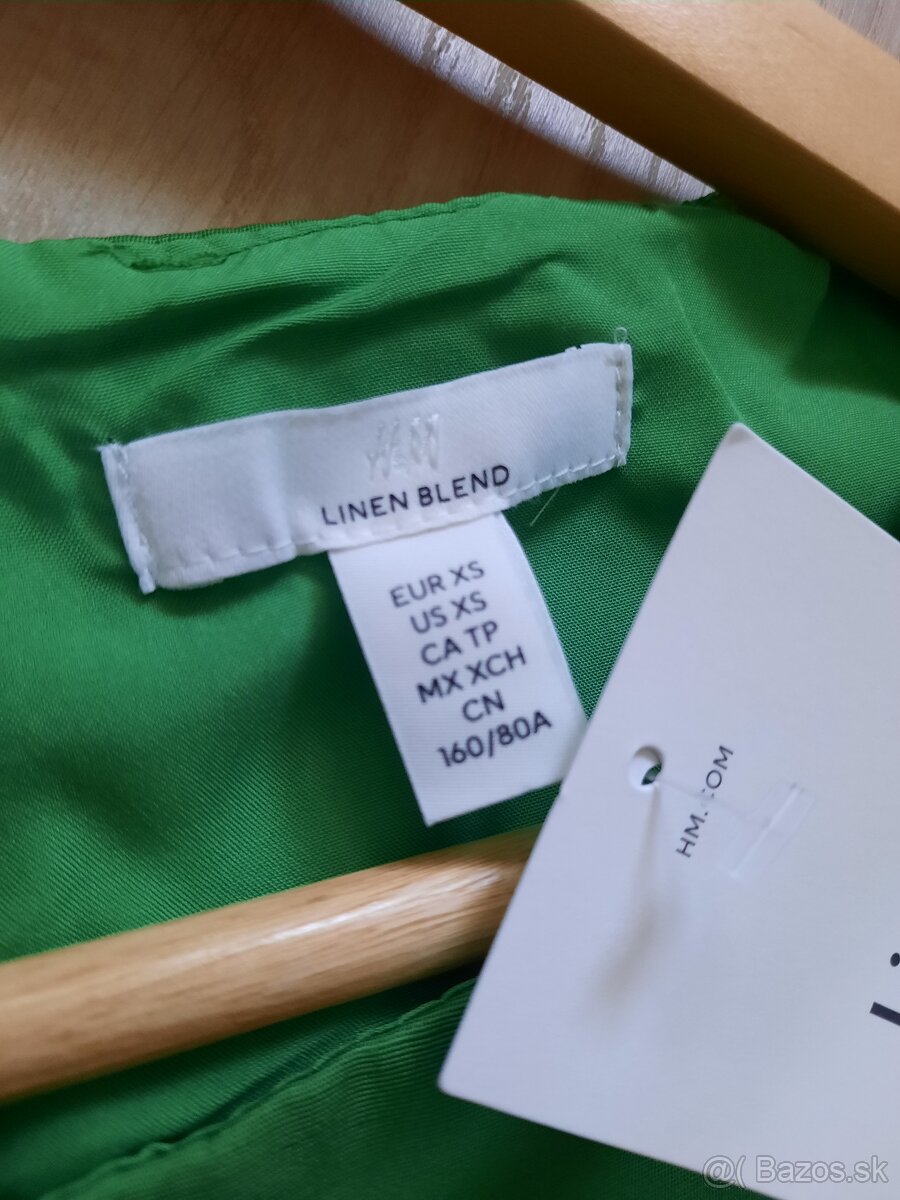 H&M
LINEN BLEND
EUR XS
US XS
CA TP
MX XCH
CN
160/80A
HM.COM
@( Bazos.sk